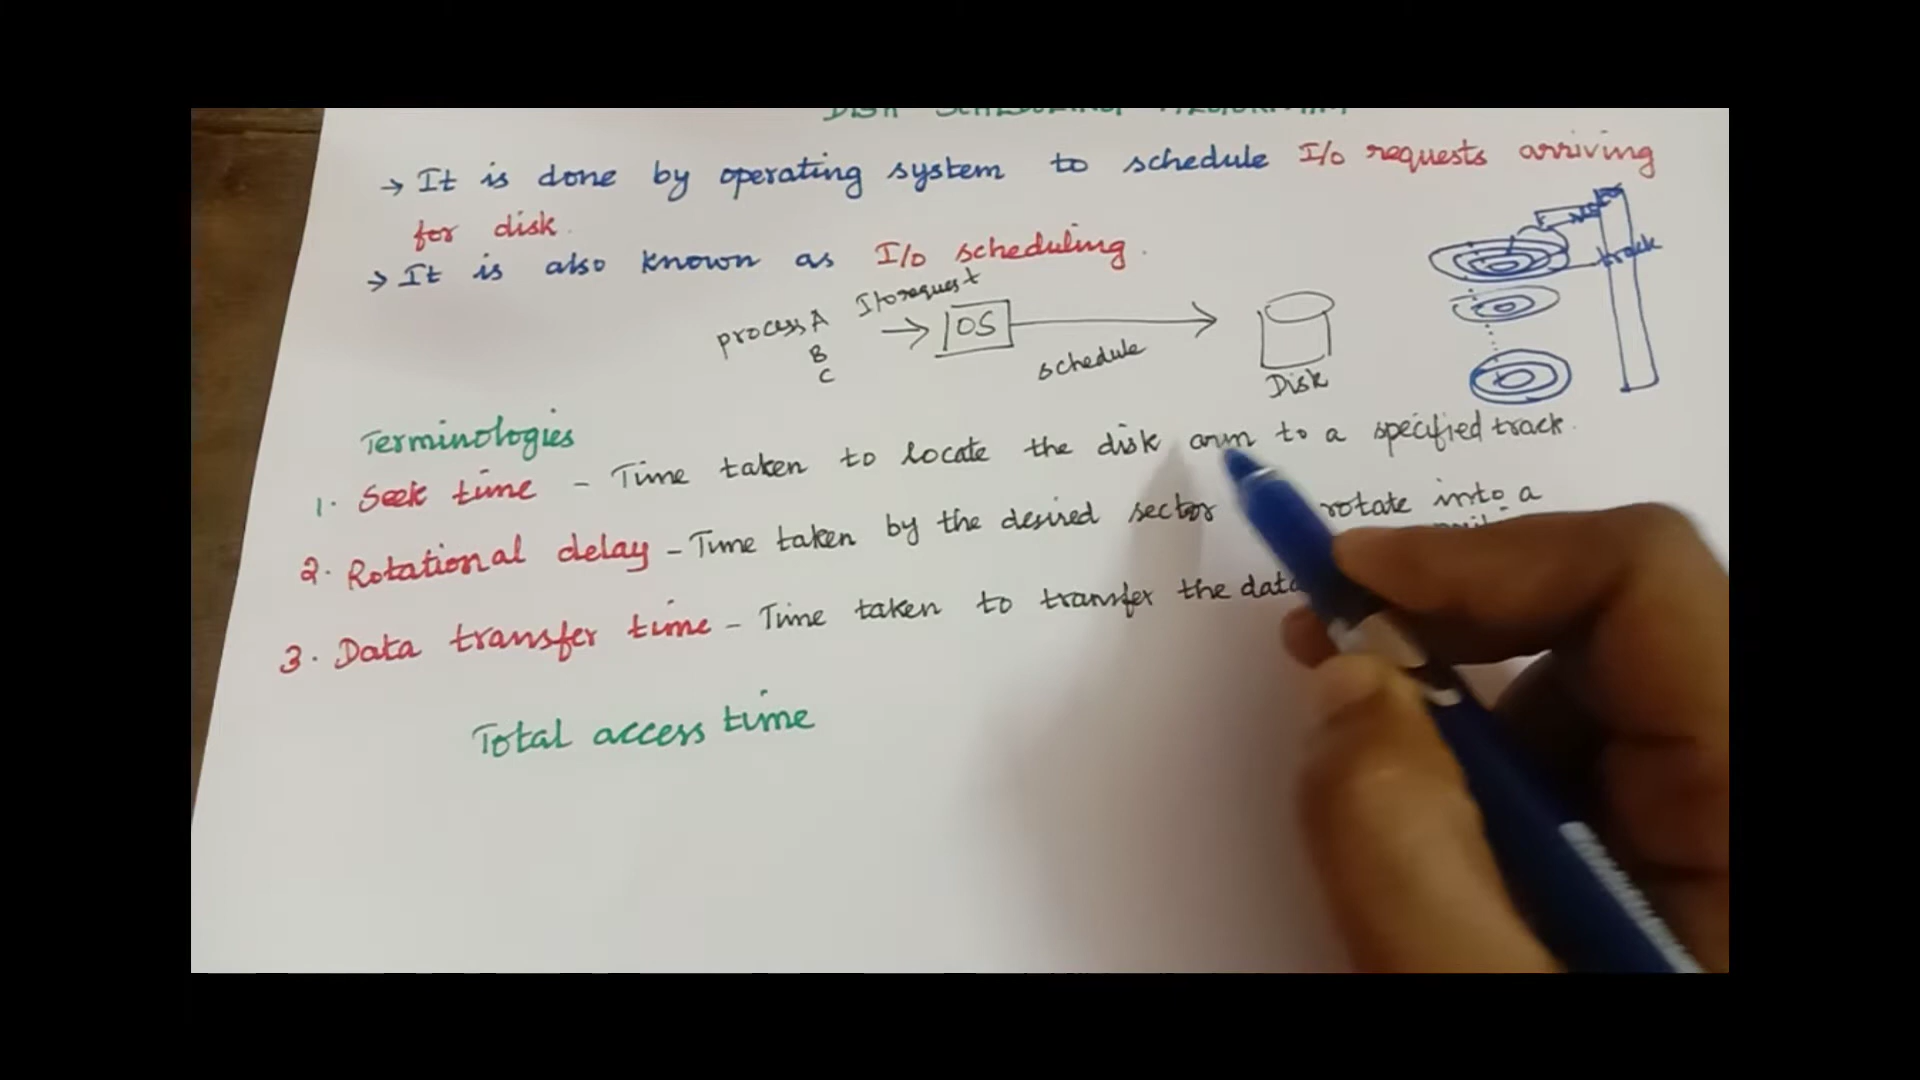 DISK SCHEDULING ALGORITHM
→ It is done by operating system to schedule I/o requests arriving
for disk.
→ It is also known as I/o scheduling.
I/o request
process A → OS → Disk
B
C
schedule
track
Terminologies
1. Seek time - Time taken to locate the disk arm to a specified track.
2. Rotational delay - Time taken by the desired sector rotate into a
3. Data transfer time - Time taken to transfer the data
Total access time